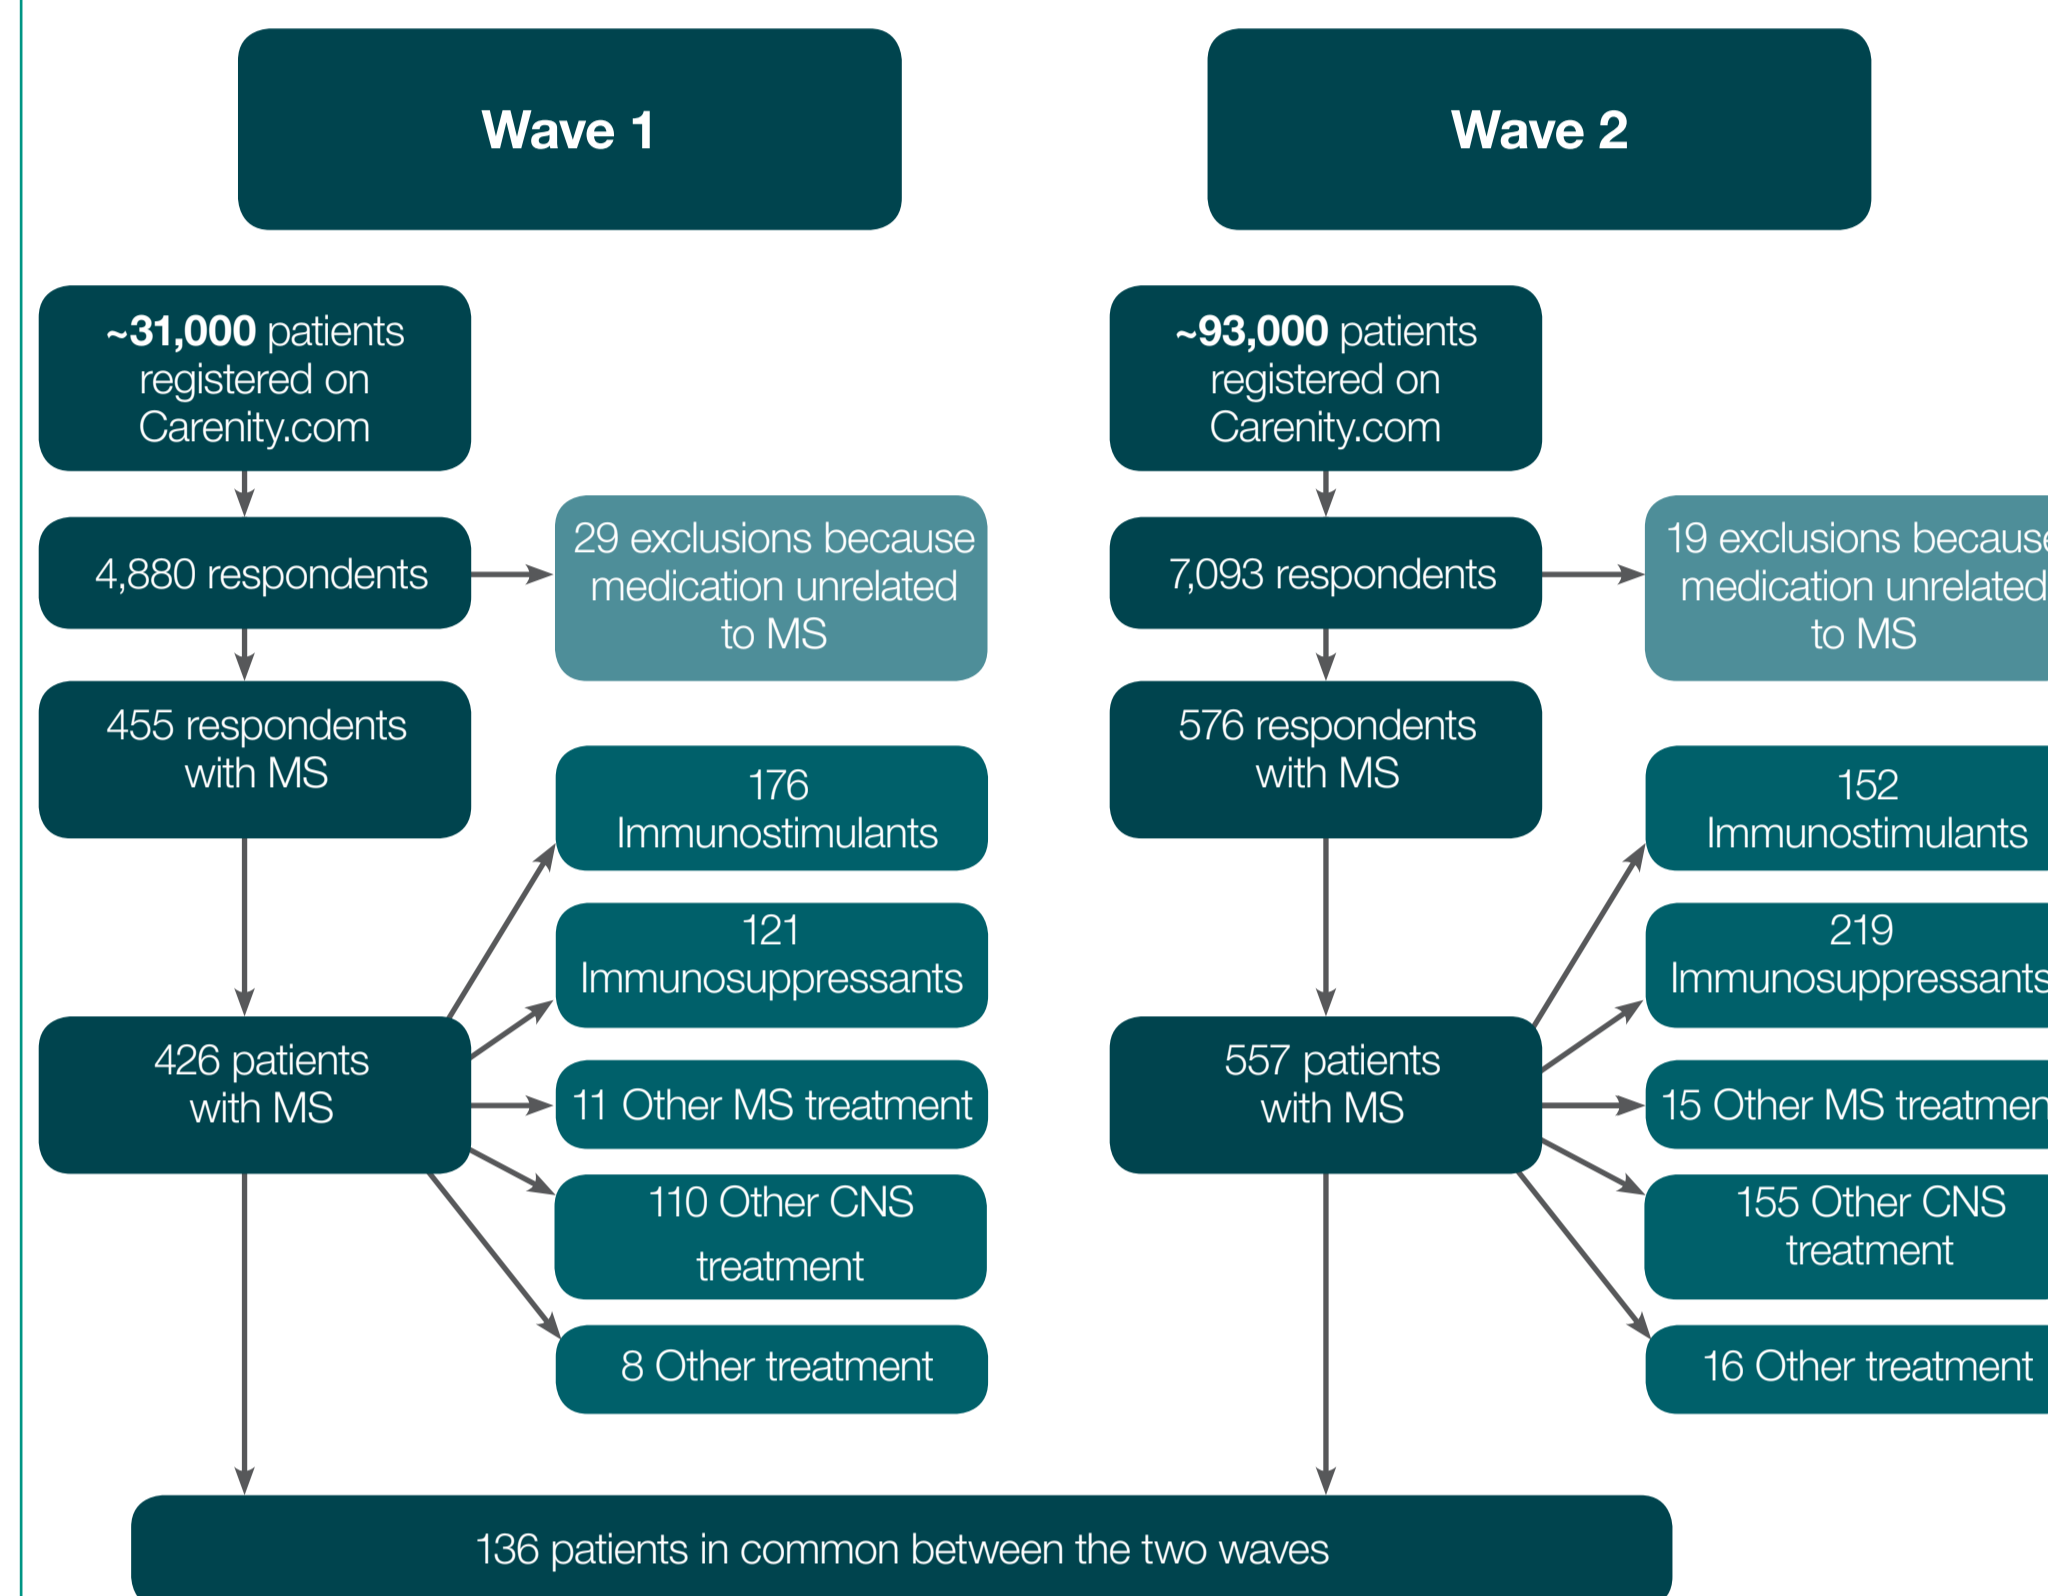 Wave 1
~31,000 patients
registered on
Carenity.com
4,880 respondents
29 exclusions because
medication unrelated
to MS
455 respondents
with MS
426 patients
with MS
176
Immunostimulants
121
Immunosuppressants
11 Other MS treatment
110 Other CNS
treatment
8 Other treatment
Wave 2
~93,000 patients
registered on
Carenity.com
7,093 respondents
19 exclusions because
medication unrelated
to MS
576 respondents
with MS
557 patients
with MS
152
Immunostimulants
219
Immunosuppressants
15 Other MS treatmen
155 Other CNS
treatment
16 Other treatment
136 patients in common between the two waves